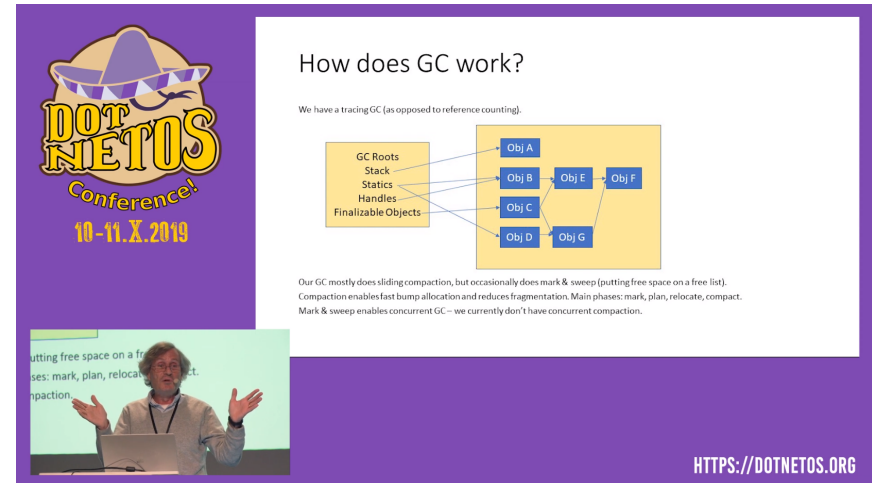 DOT
NETOS
Conference!
10-11.X.2019
How does GC work?
We have a tracing GC (as opposed to reference counting).
GC Roots
Stack
Statics
Handles
Finalizable Objects
Obj A
Obj B
Obj E
Obj F
Obj C
Obj D
Obj G
Our GC mostly does sliding compaction, but occasionally does mark & sweep (putting free space on a free list).
Compaction enables fast bump allocation and reduces fragmentation. Main phases: mark, plan, relocate, compact.
Mark & sweep enables concurrent GC – we currently don't have concurrent compaction.
utting free space on a fr
ses: mark, plan, reloca ct.
mpaction.
HTTPS://DOTNETOS.ORG